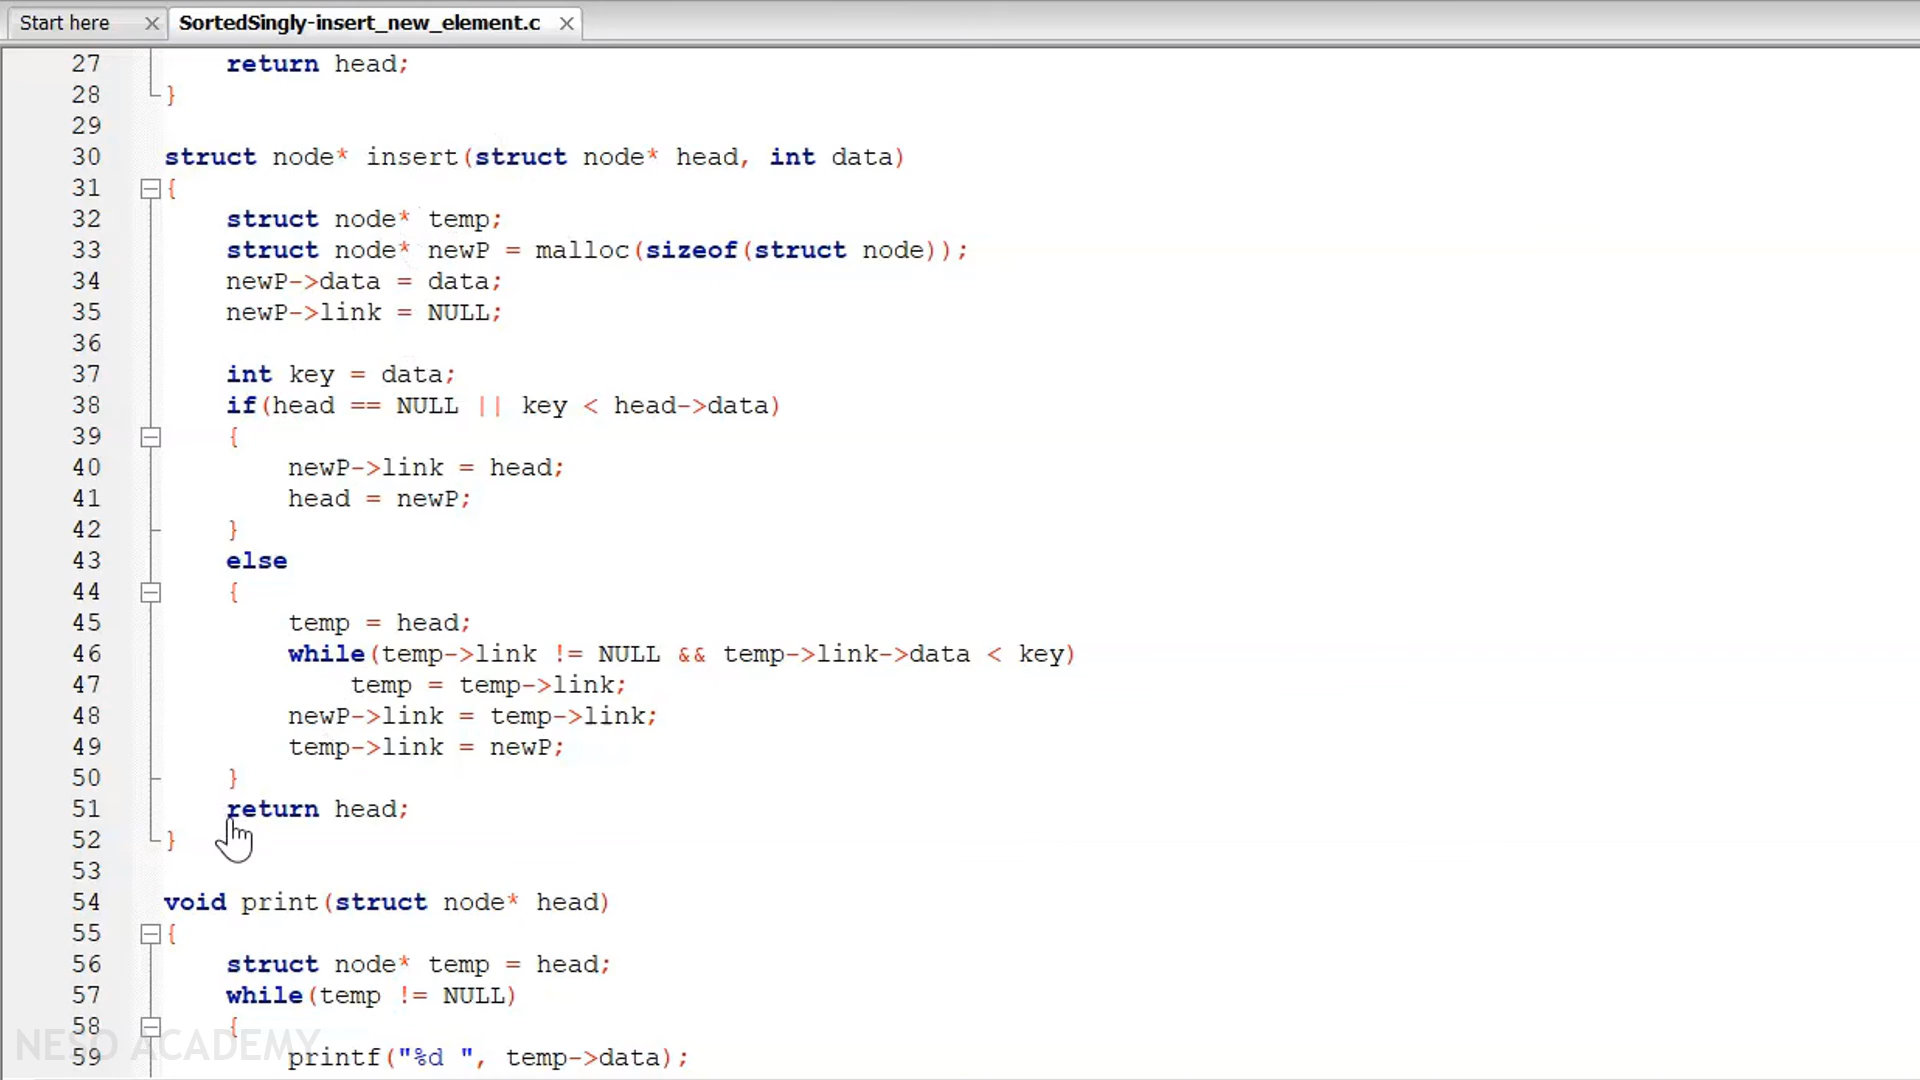 Start here
SortedSingly-insert_new_element.c
27 return head;
28 }
29
30 struct node* insert(struct node* head, int data)
31 {
32 struct node* temp;
33 struct node* newP = malloc(sizeof(struct node));
34 newP->data = data;
35 newP->link = NULL;
36
37 int key = data;
38 if(head == NULL || key < head->data)
39 {
40 newP->link = head;
41 head = newP;
42 }
43 else
44 {
45 temp = head;
46 while(temp->link != NULL && temp->link->data < key)
47 temp = temp->link;
48 newP->link = temp->link;
49 temp->link = newP;
50 }
51 return head;
52 }
53
54 void print(struct node* head)
55 {
56 struct node* temp = head;
57 while(temp != NULL)
58 {
59 printf("%d ", temp->data);
NESO ACADEMY